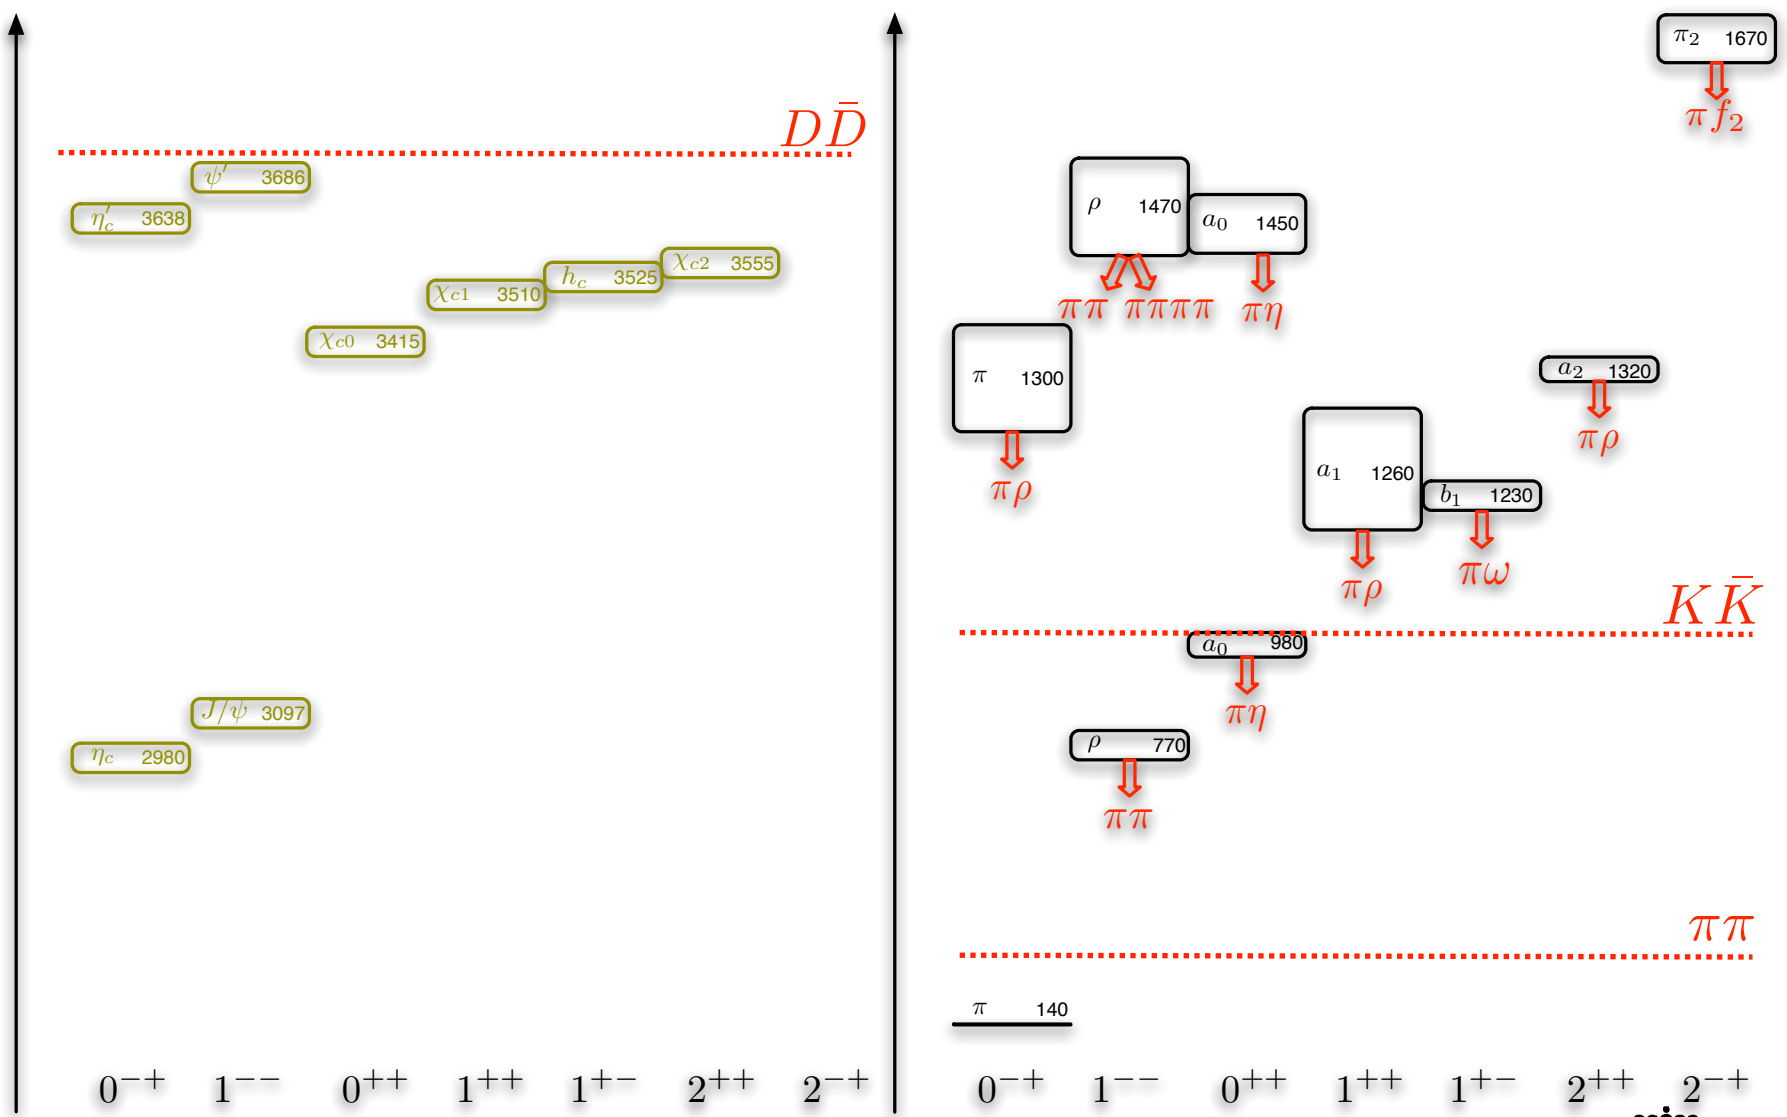 DD̄
ψ′ 3686
η′c 3638
χc2 3555
hc 3525
χc1 3510
χc0 3415
J/ψ 3097
ηc 2980
0⁻⁺ 1⁻⁻ 0⁺⁺ 1⁺⁺ 1⁺⁻ 2⁺⁺ 2⁻⁺
π₂ 1670
πf₂
ρ 1470
a₀ 1450
ππ ππππ πη
π 1300
a₂ 1320
πρ
πρ
a₁ 1260
b₁ 1230
πω
πρ
KK̄
a₀ 980
πη
ρ 770
ππ
ππ
π 140
0⁻⁺ 1⁻⁻ 0⁺⁺ 1⁺⁺ 1⁺⁻ 2⁺⁺ 2⁻⁺